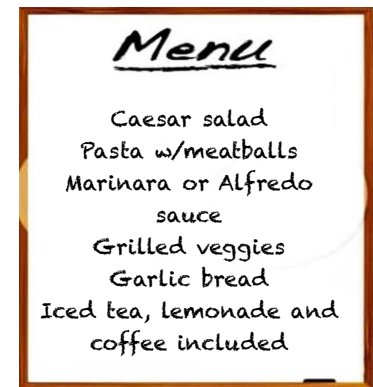 Menu
Caesar salad
Pasta w/meatballs
Marinara or Alfredo
sauce
Grilled veggies
Garlic bread
Iced tea, lemonade and
coffee included